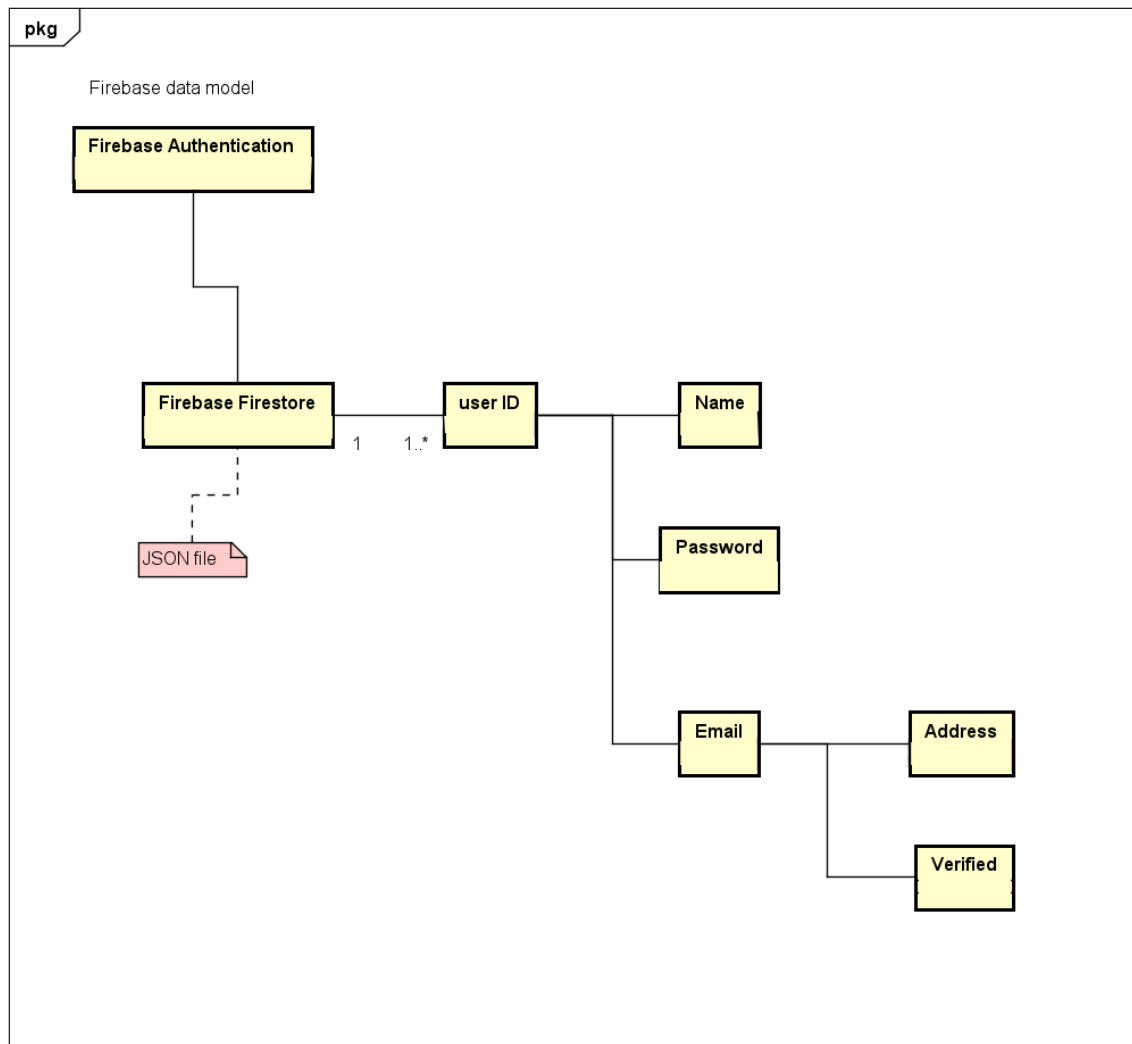 pkg
Firebase data model
Firebase Authentication
Firebase Firestore
user ID
Name
1
1..*
JSON file
Password
Email
Address
Verified